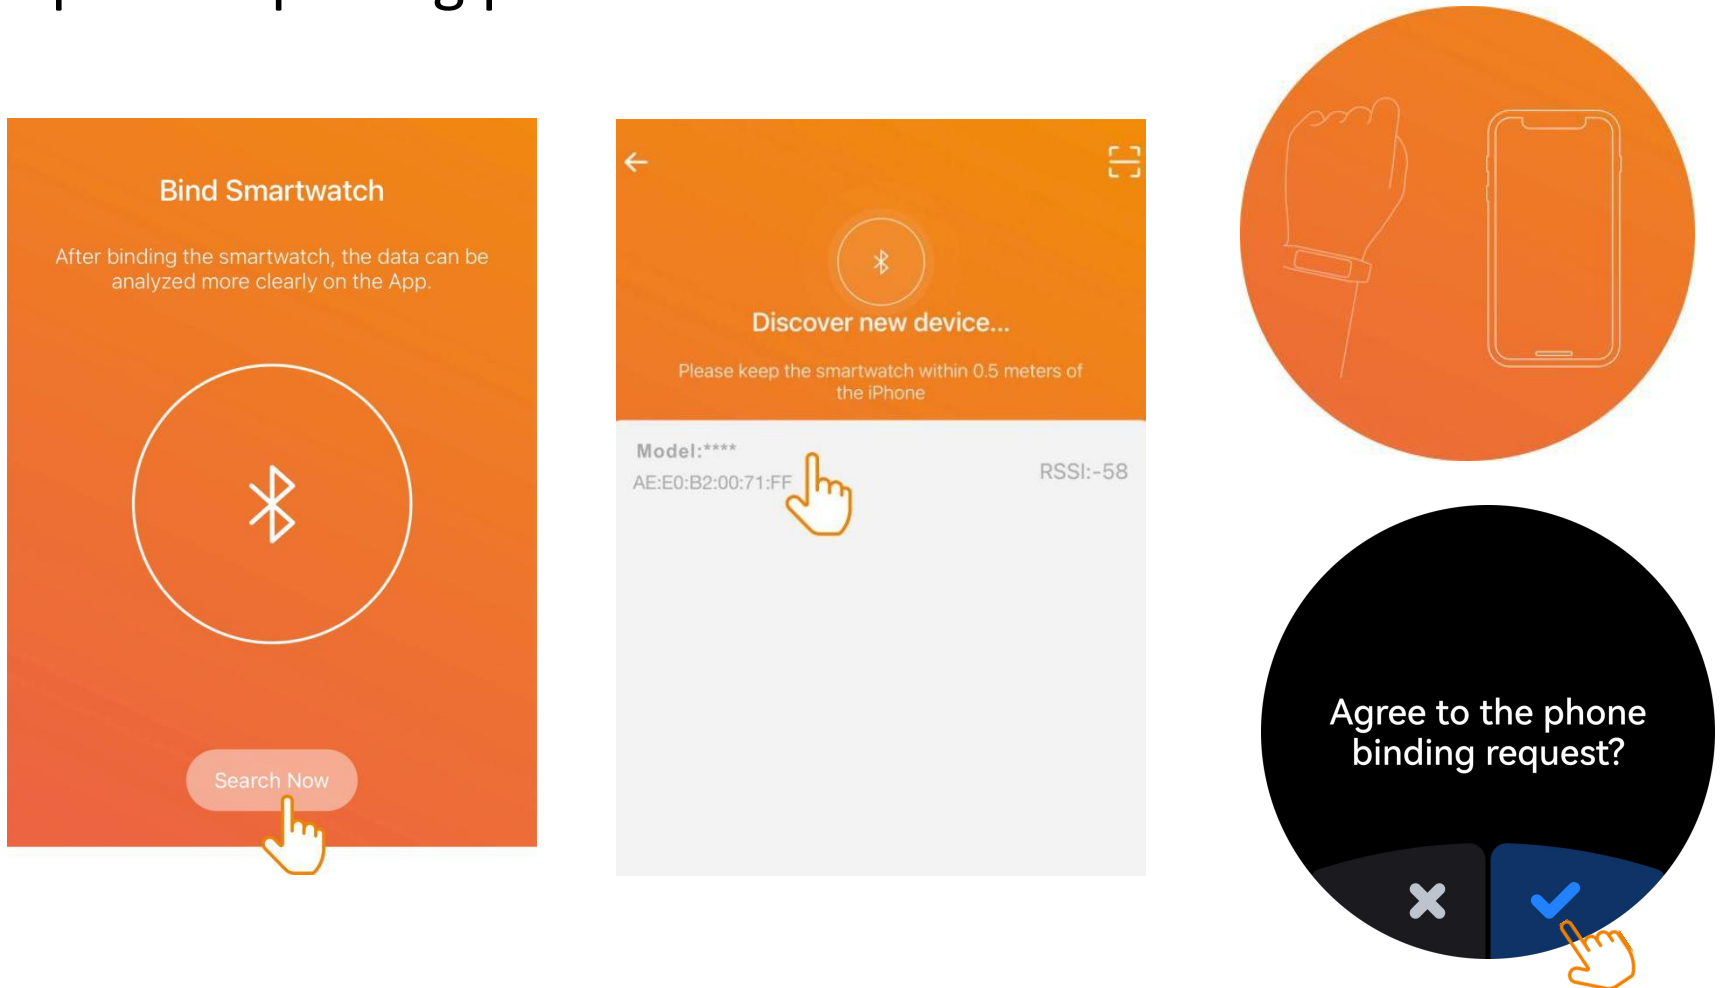 Bind Smartwatch
After binding the smartwatch, the data can be
analyzed more clearly on the App.
Search Now
Discover new device...
Please keep the smartwatch within 0.5 meters of
the iPhone
Model:****
AE:E0:B2:00:71:FF
RSSI:-58
Agree to the phone
binding request?